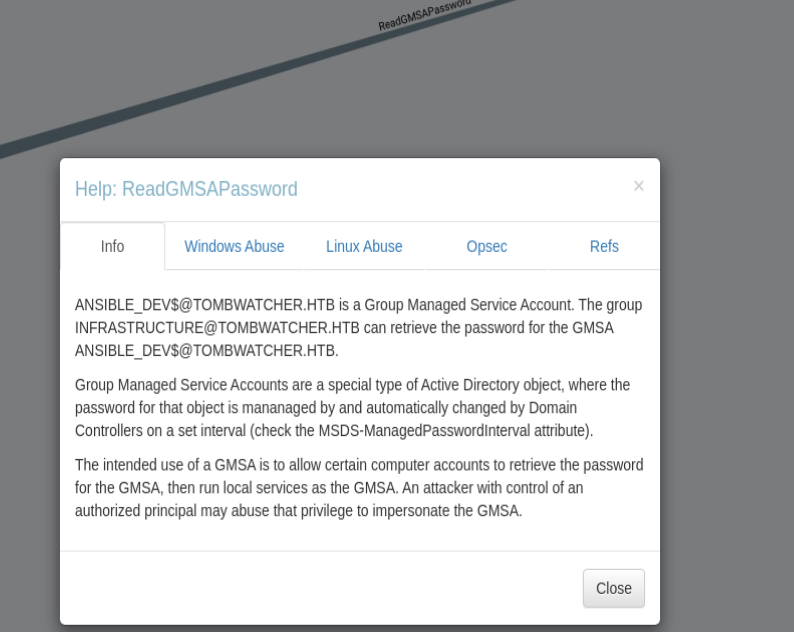 ReadGMSAPassword
Help: ReadGMSAPassword
×
Info
Windows Abuse
Linux Abuse
Opsec
Refs
ANSIBLE_DEV$@TOMBWATCHER.HTB is a Group Managed Service Account. The group
INFRASTRUCTURE@TOMBWATCHER.HTB can retrieve the password for the GMSA
ANSIBLE_DEV$@TOMBWATCHER.HTB.
Group Managed Service Accounts are a special type of Active Directory object, where the
password for that object is mananaged by and automatically changed by Domain
Controllers on a set interval (check the MSDS-ManagedPasswordInterval attribute).
The intended use of a GMSA is to allow certain computer accounts to retrieve the password
for the GMSA, then run local services as the GMSA. An attacker with control of an
authorized principal may abuse that privilege to impersonate the GMSA.
Close